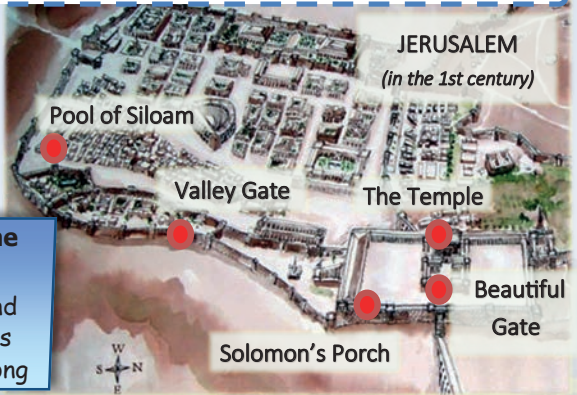 JERUSALEM
(in the 1st century)
Pool of Siloam
Valley Gate
The Temple
Beautiful
Gate
Solomon's Porch
W
S N
E